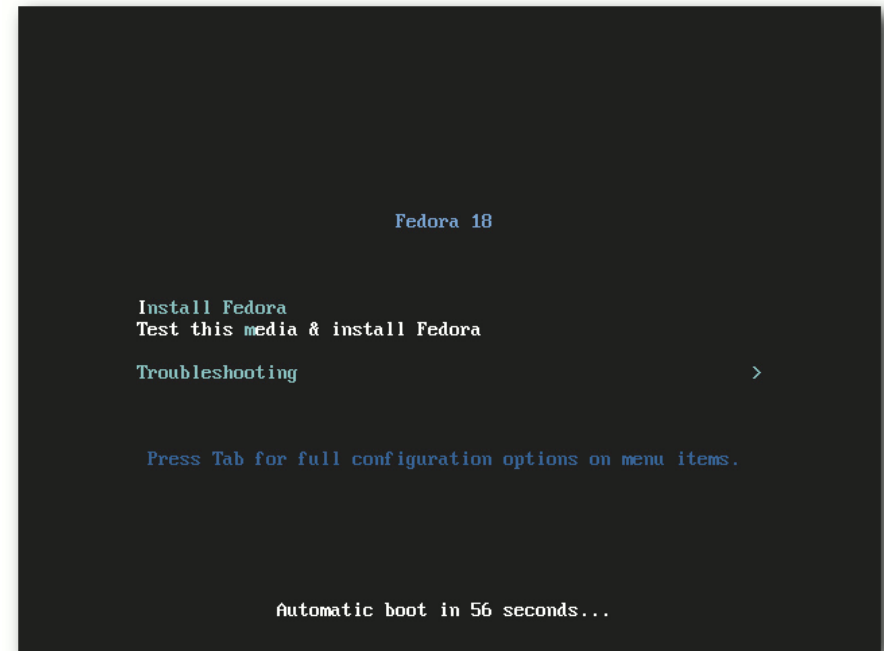 Fedora 18
Install Fedora
Test this media & install Fedora
Troubleshooting >
Press Tab for full configuration options on menu items.
Automatic boot in 56 seconds...